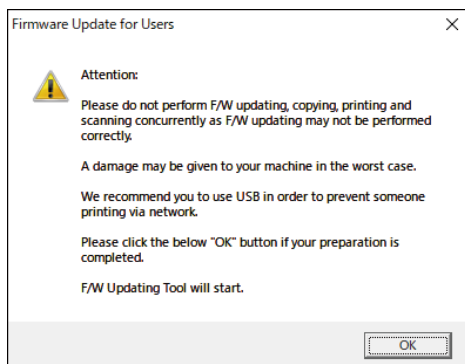 Firmware Update for Users
Attention:
Please do not perform F/W updating, copying, printing and
scanning concurrently as F/W updating may not be performed
correctly.
A damage may be given to your machine in the worst case.
We recommend you to use USB in order to prevent someone
printing via network.
Please click the below "OK" button if your preparation is
completed.
F/W Updating Tool will start.
OK